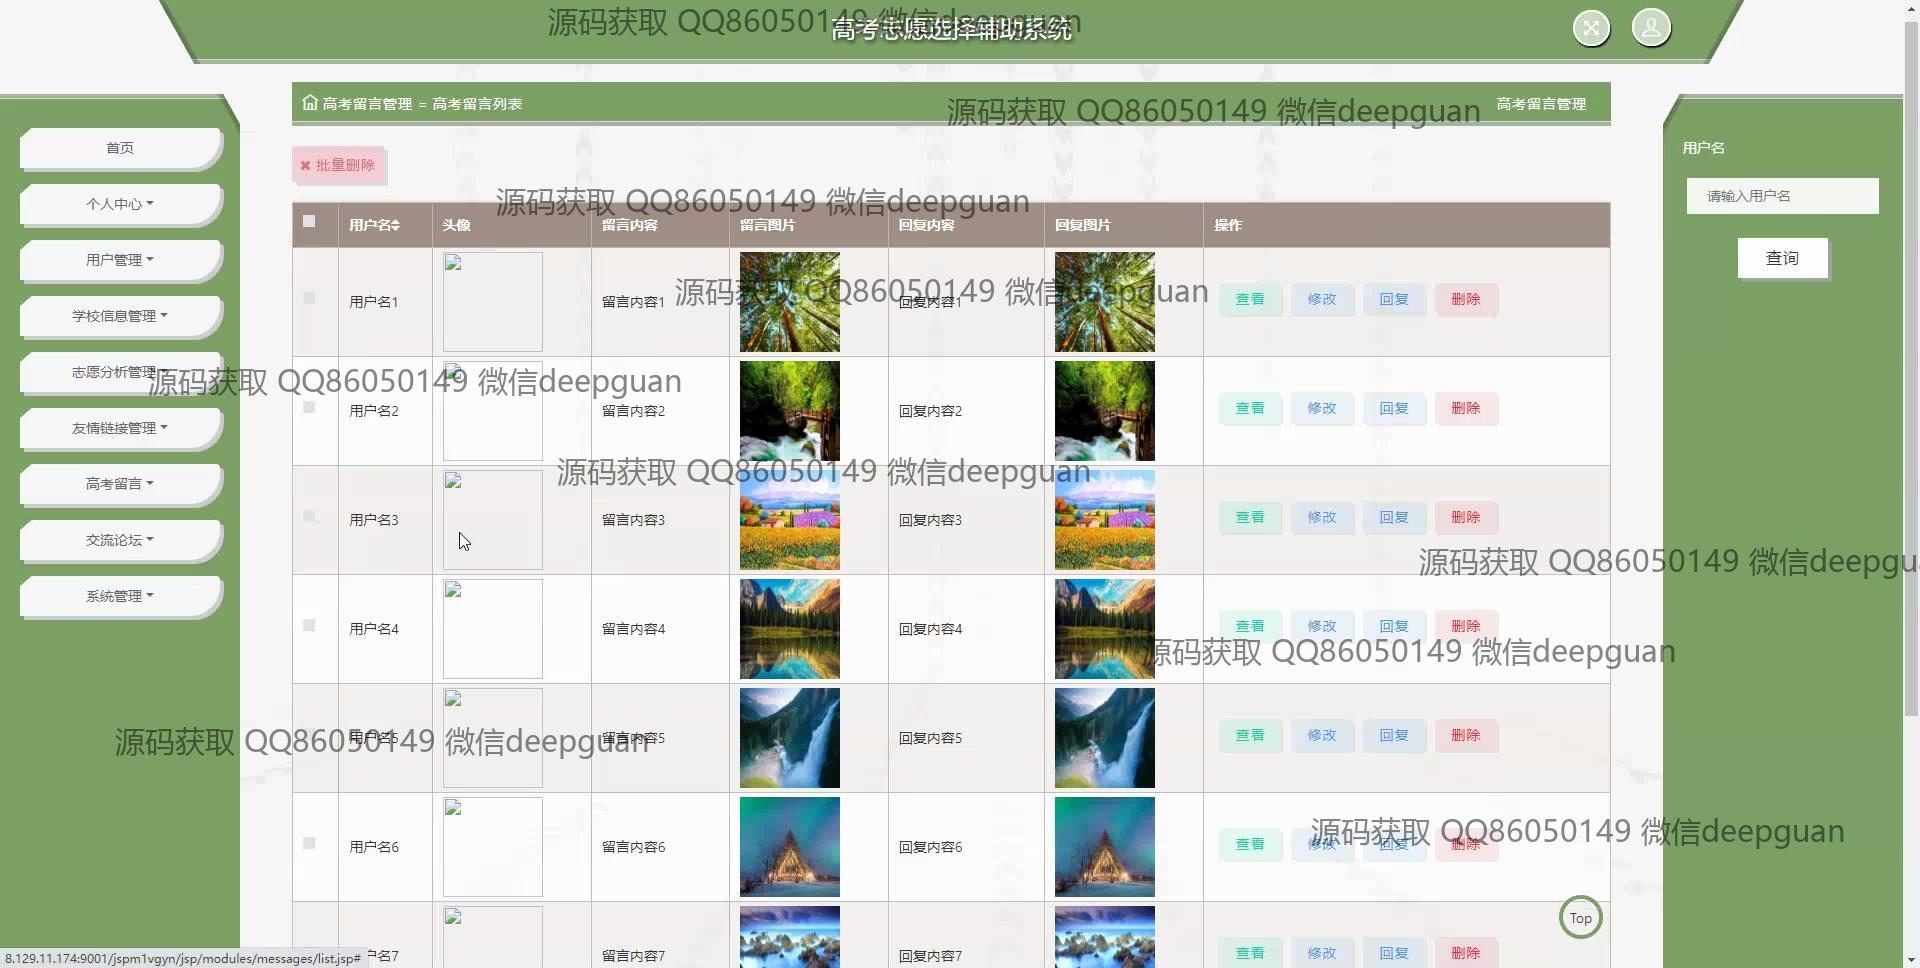 源码获取 QQ86050149 微信deepguan
高考志愿选择辅助系统
高考留言管理 = 高考留言列表
源码获取 QQ86050149 微信deepguan
高考留言管理
首页
个人中心
用户管理
学校信息管理
志愿分析管理
友情链接管理
高考留言
交流论坛
系统管理
用户名
请输入用户名
查询
批量删除
源码获取 QQ86050149 微信deepguan
用户名 头像 留言内容 留言图片 回复内容 回复图片 操作
源码获取 QQ86050149 微信deepguan
用户名1 留言内容1 回复内容1 查看 修改 回复 删除
源码获取 QQ86050149 微信deepguan
用户名2 留言内容2 回复内容2 查看 修改 回复 删除
源码获取 QQ86050149 微信deepguan
用户名3 留言内容3 回复内容3 查看 修改 回复 删除
源码获取 QQ86050149 微信deepgu
用户名4 留言内容4 回复内容4 查看 修改 回复 删除
源码获取 QQ86050149 微信deepguan
用户名5 留言内容5 回复内容5 查看 修改 回复 删除
源码获取 QQ86050149 微信deepguan
用户名6 留言内容6 回复内容6 查看 修改 回复 删除
源码获取 QQ86050149 微信deepguan
Top
户名7 留言内容7 回复内容7 查看 修改 回复 删除
8.129.11.174:9001/jspm1vgyn/jsp/modules/messages/list.jsp#